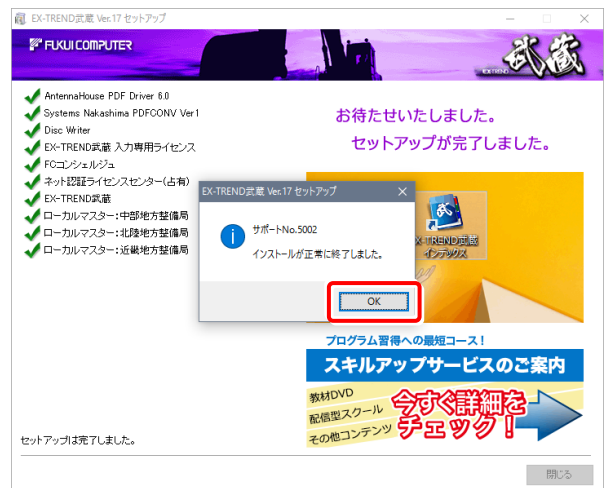 EX-TREND武蔵 Ver.17 セットアップ
FUKUI COMPUTER
EX-TREND 武蔵
AntennaHouse PDF Driver 6.0
Systems Nakashima PDFCONV Ver1
Disc Writer
EX-TREND武蔵 入力専用ライセンス
FCコンシェルジュ
ネット認証ライセンスセンター(占有)
EX-TREND武蔵
ローカルマスター:中部地方整備局
ローカルマスター:北陸地方整備局
ローカルマスター:近畿地方整備局
お待たせいたしました。
セットアップが完了しました。
EX-TREND武蔵 Ver.17 セットアップ
サポートNo.5002
インストールが正常に終了しました。
OK
X-TREND武蔵
インデックス
プログラム習得への最短コース!
スキルアップサービスのご案内
教材DVD
配信型スクール
その他コンテンツ
今すぐ詳細を
チェック!
セットアップは完了しました。
閉じる